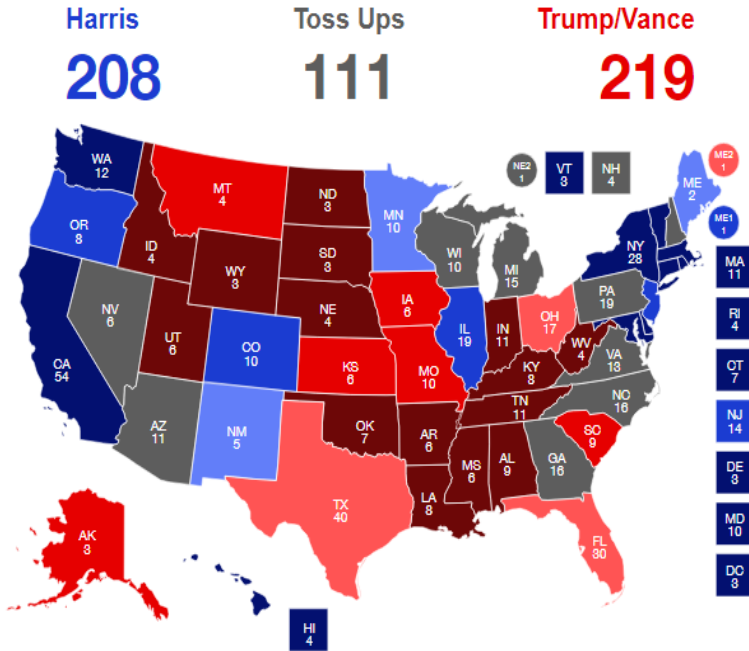 Harris Toss Ups Trump/Vance
208 111 219
WA
12
OR
8
CA
54
NV
6
ID
4
MT
4
WY
3
UT
6
AZ
11
CO
10
NM
5
ND
3
SD
3
NE
4
KS
6
OK
7
TX
40
MN
10
IA
6
MO
10
AR
6
LA
8
WI
10
IL
19
MI
15
IN
11
OH
17
KY
8
TN
11
MS
6
AL
9
GA
16
FL
30
SC
9
NC
16
VA
13
WV
4
PA
19
NY
28
ME
2
NE2
1
VT
3
NH
4
ME2
1
ME1
1
MA
11
RI
4
CT
7
NJ
14
DE
3
MD
10
DC
3
AK
3
HI
4